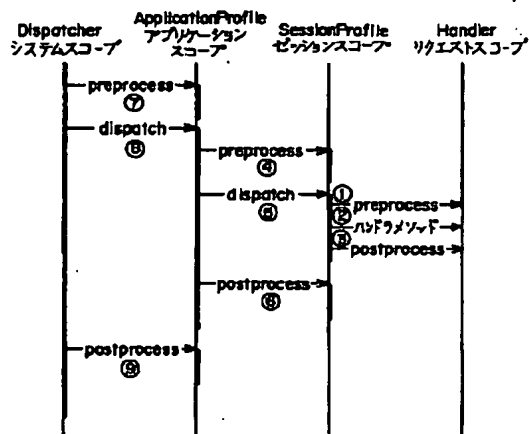 Dispatcher
システムスコープ
ApplicationProfile
アプリケーション
スコープ
SessionProfile
セッションスコープ
Handler
リクエストスコープ
preprocess
⑦
dispatch
⑧
preprocess
④
dispatch
⑤
①
preprocess
②
ハンドラメソッド
③
postprocess
postprocess
⑥
postprocess
⑨